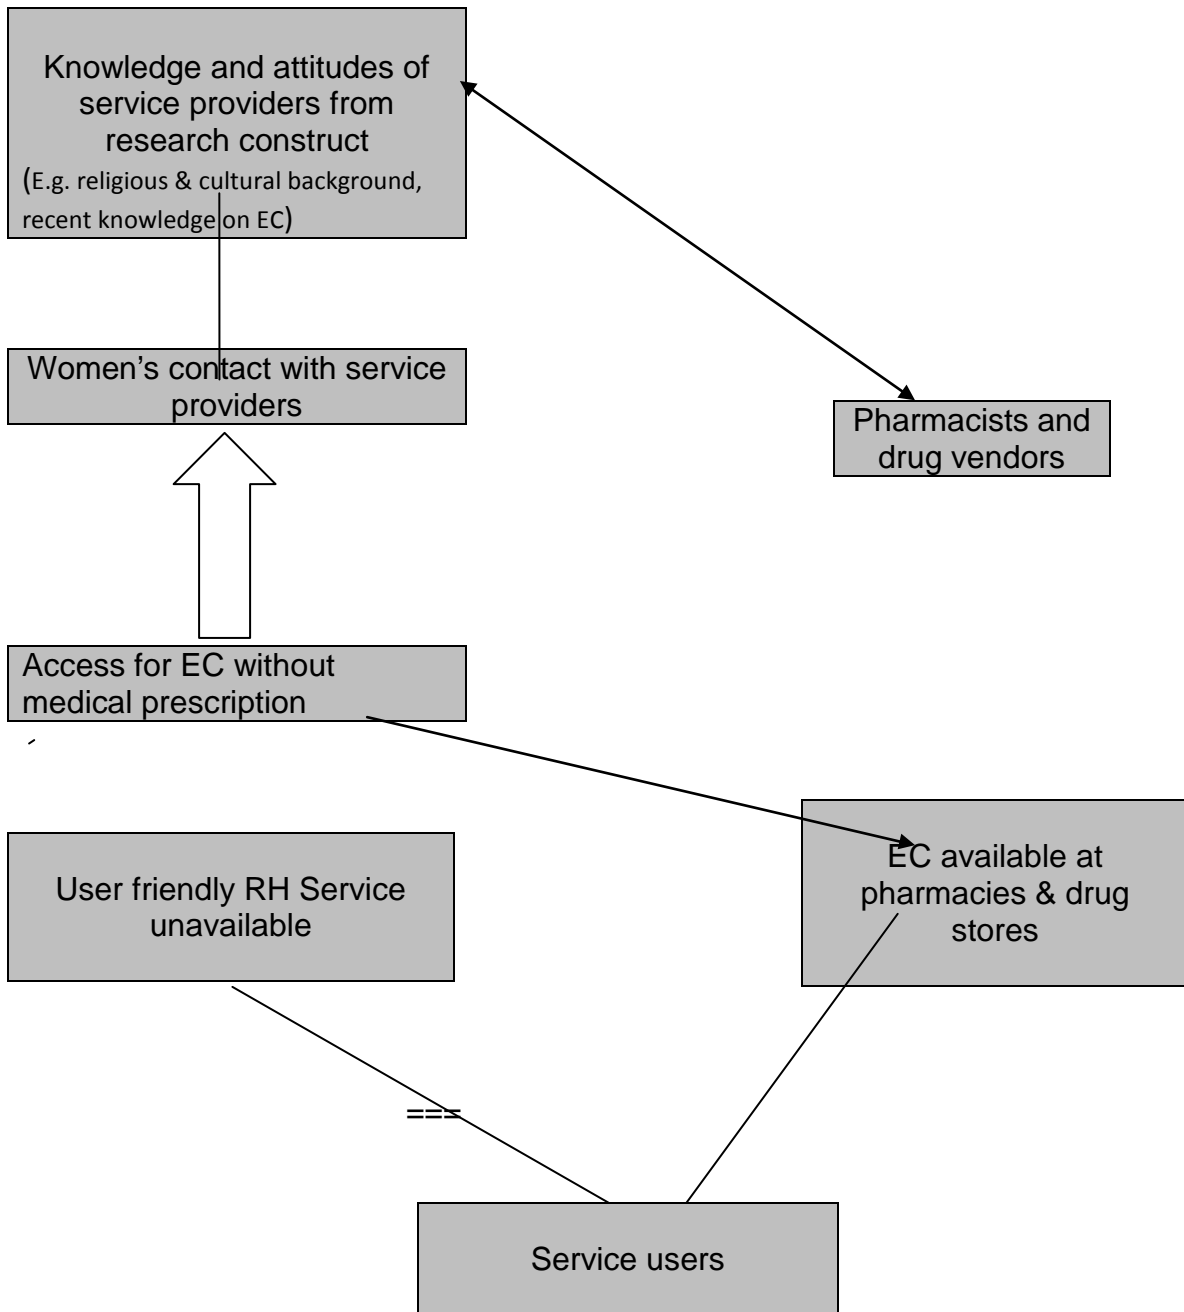 Knowledge and attitudes of
service providers from
research construct
(E.g. religious & cultural background,
recent knowledge on EC)
Women’s contact with service
providers
Pharmacists and
drug vendors
Access for EC without
medical prescription
EC available at
pharmacies & drug
stores
User friendly RH Service
unavailable
===
Service users